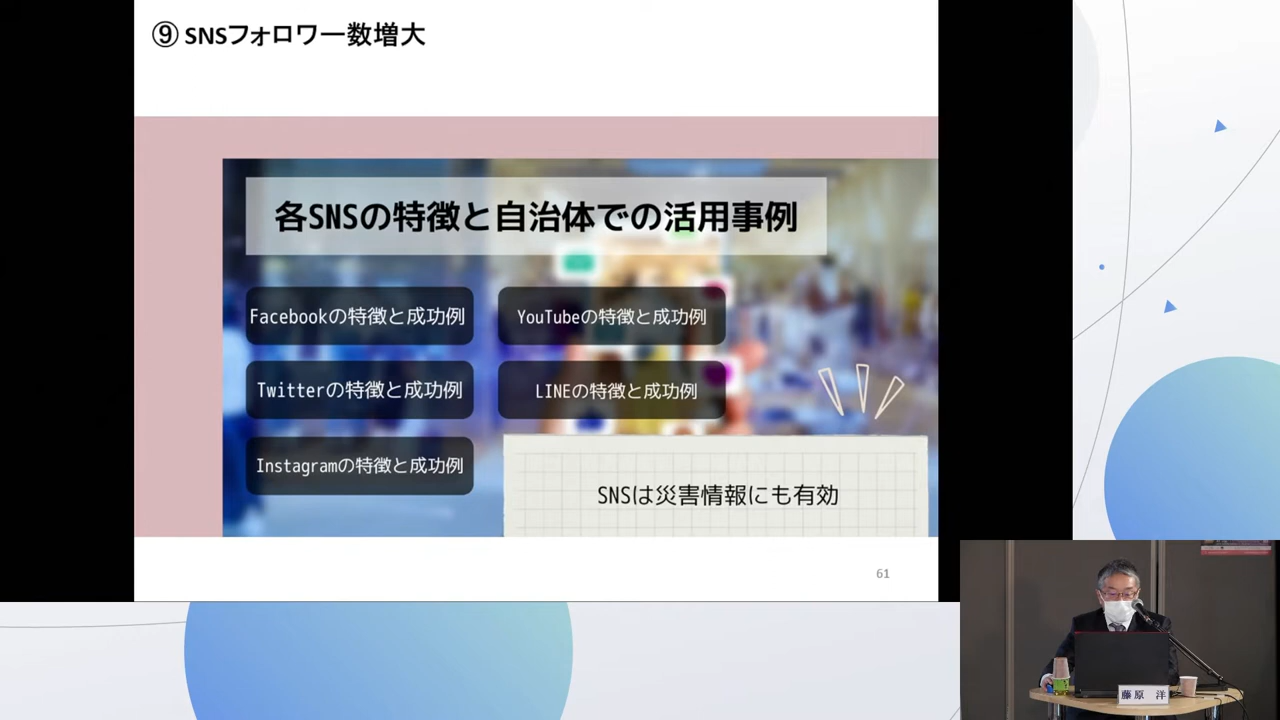 ⑨ SNSフォロワー数増大
各SNSの特徴と自治体での活用事例
Facebookの特徴と成功例
YouTubeの特徴と成功例
Twitterの特徴と成功例
LINEの特徴と成功例
Instagramの特徴と成功例
SNSは災害情報にも有効
61
藤原 洋